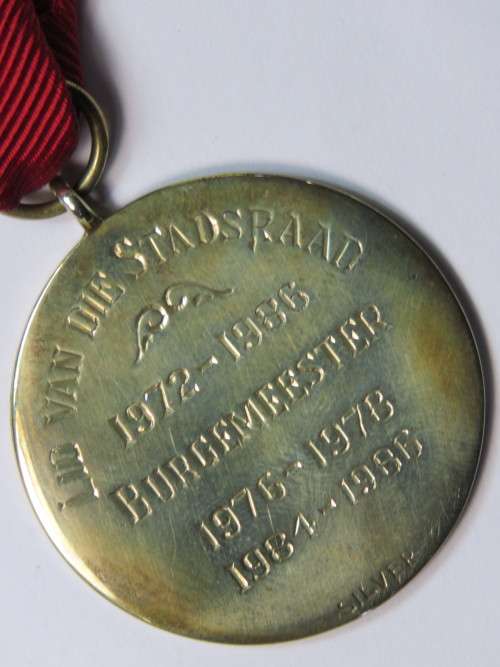 LID VAN DIE STADSRAAD
1972-1986
BURGEMEESTER
1976-1978
1984-1986
SILVER